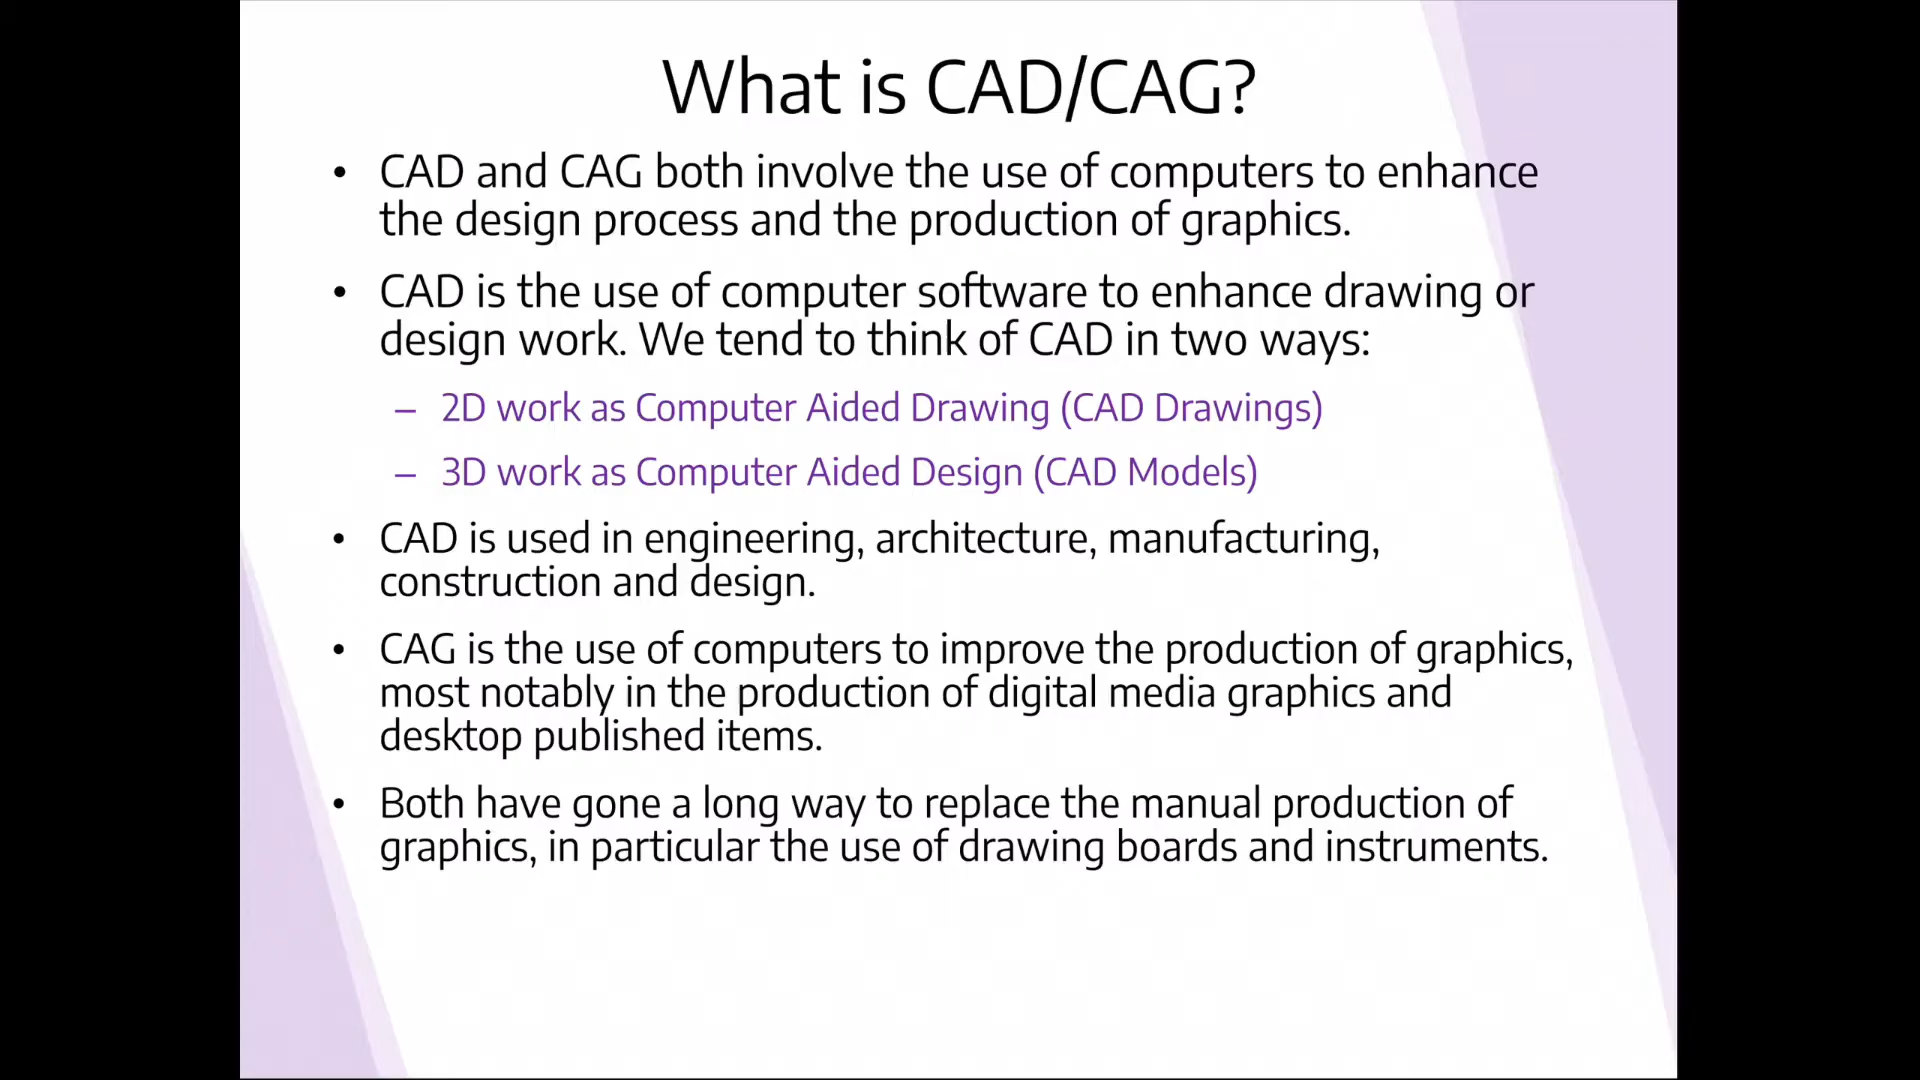 What is CAD/CAG?
• CAD and CAG both involve the use of computers to enhance
the design process and the production of graphics.
• CAD is the use of computer software to enhance drawing or
design work. We tend to think of CAD in two ways:
– 2D work as Computer Aided Drawing (CAD Drawings)
– 3D work as Computer Aided Design (CAD Models)
• CAD is used in engineering, architecture, manufacturing,
construction and design.
• CAG is the use of computers to improve the production of graphics,
most notably in the production of digital media graphics and
desktop published items.
• Both have gone a long way to replace the manual production of
graphics, in particular the use of drawing boards and instruments.